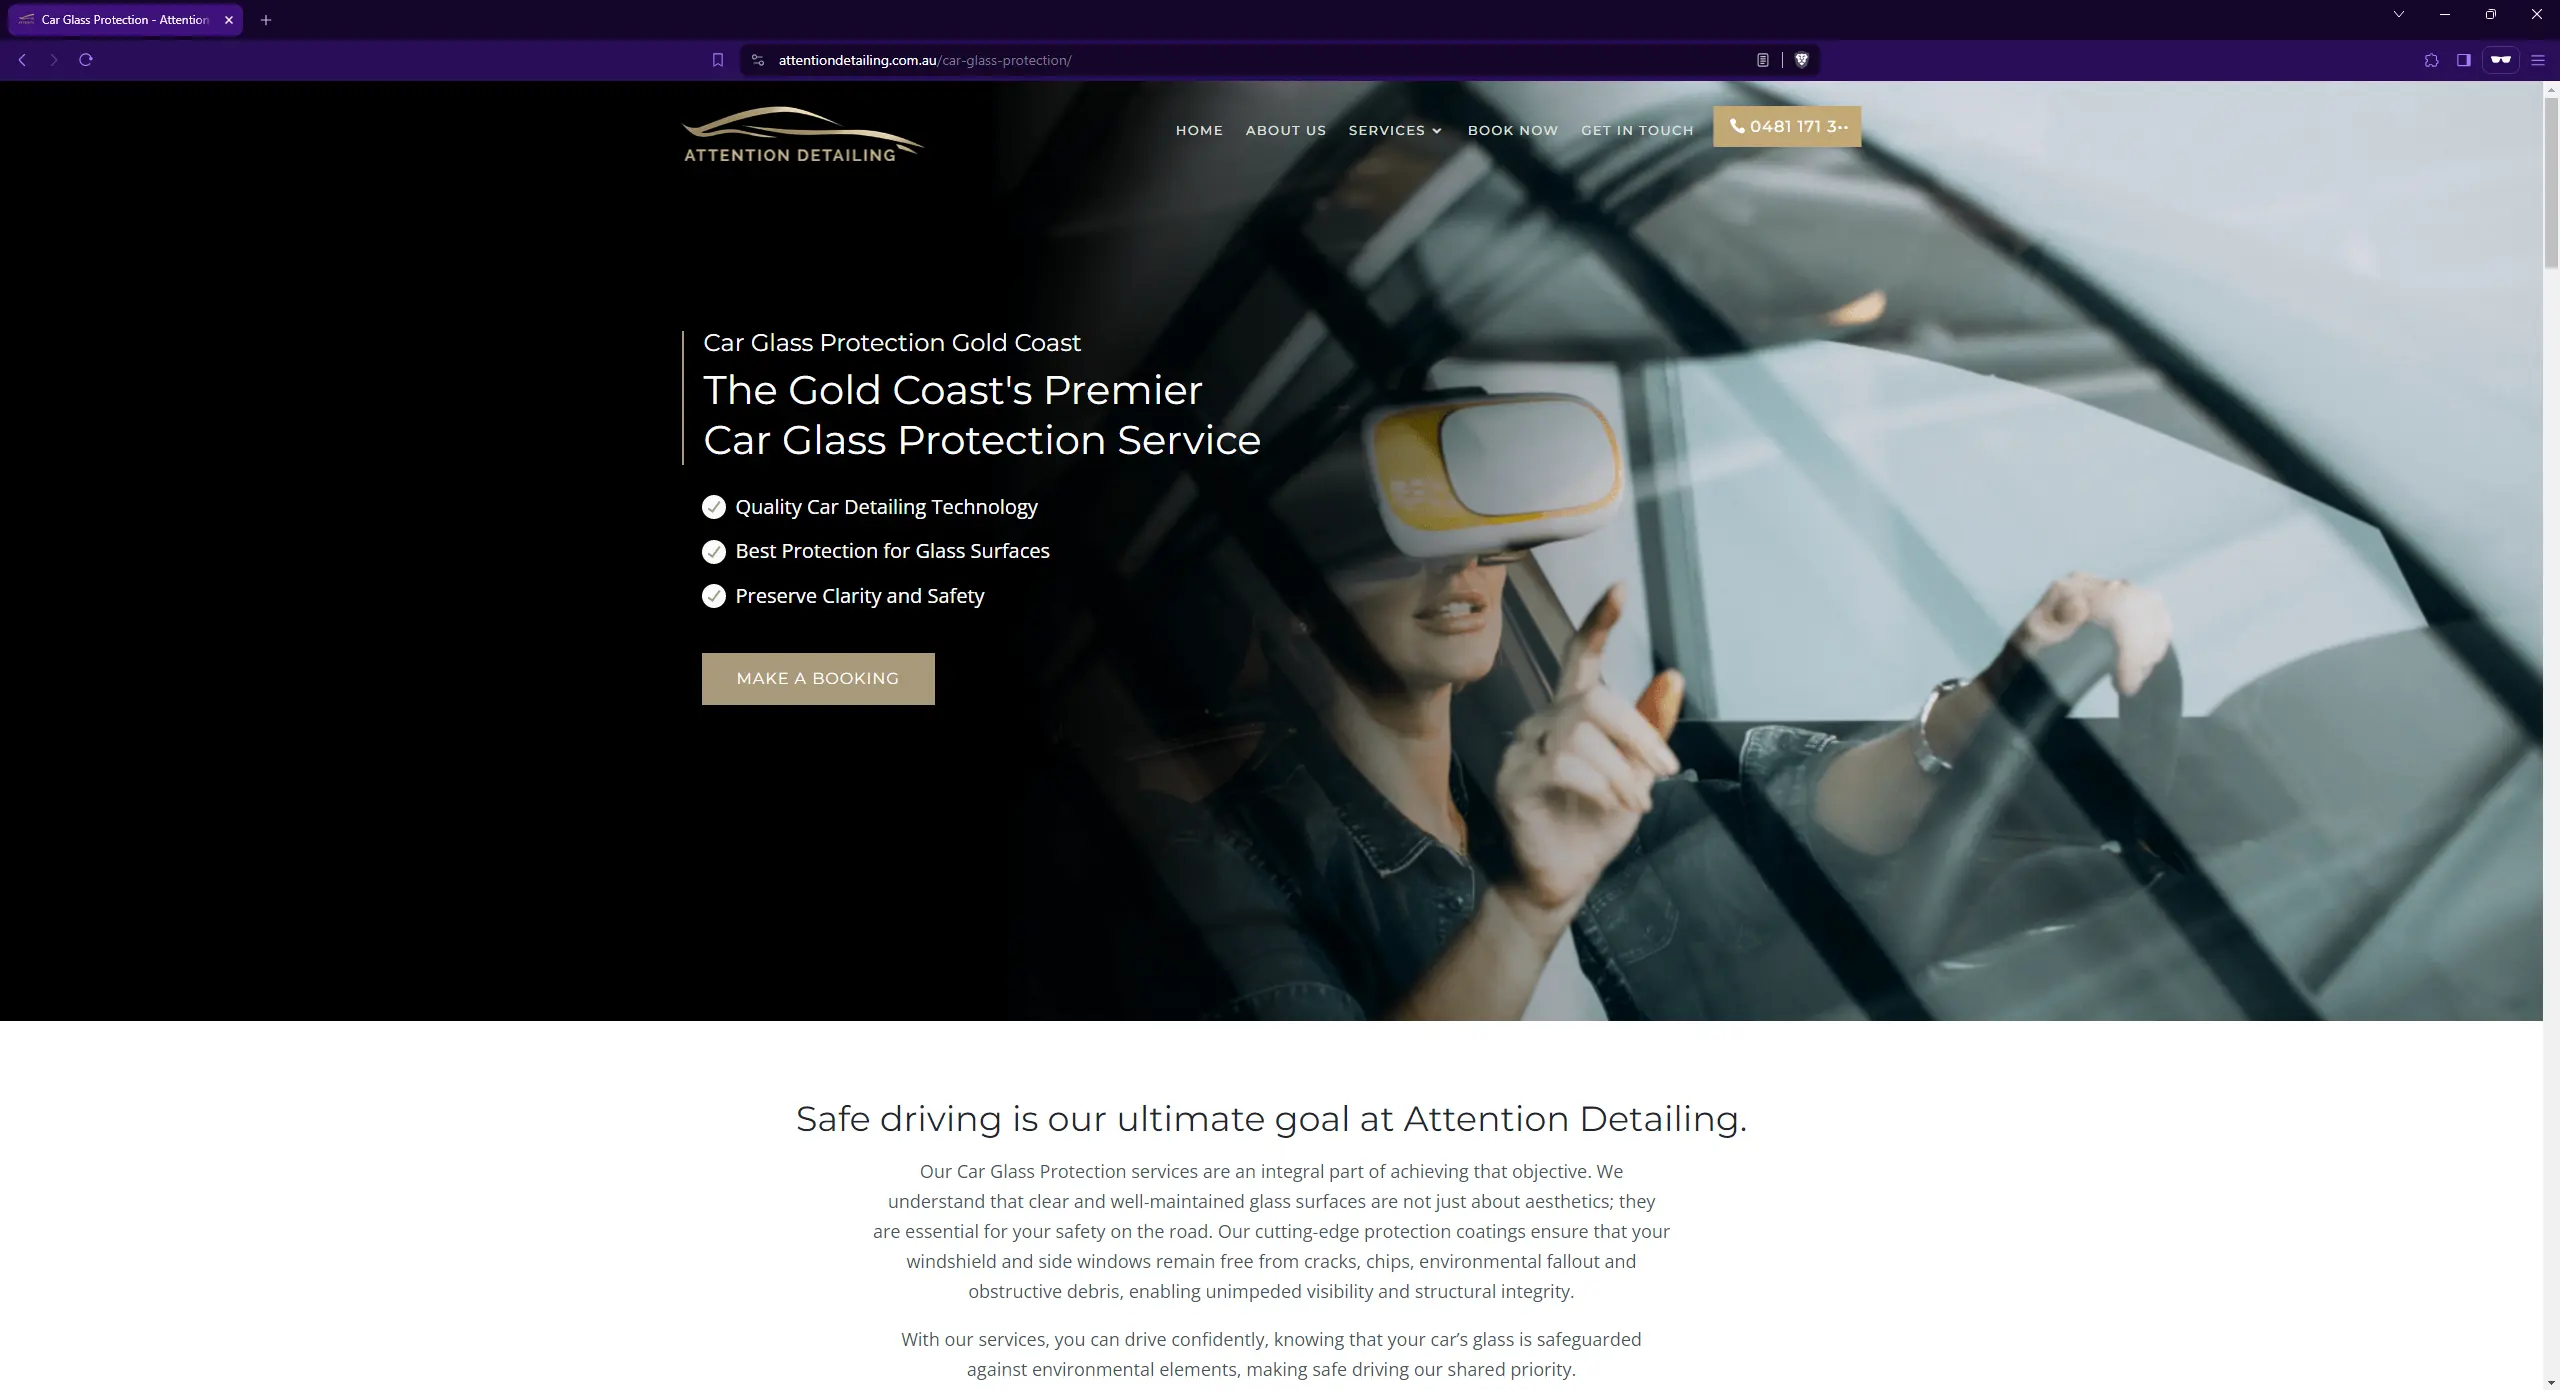 Car Glass Protection - Attention
attentiondetailing.com.au/car-glass-protection/
ATTENTION DETAILING
HOME ABOUT US SERVICES BOOK NOW GET IN TOUCH 0481 171 3··
Car Glass Protection Gold Coast
The Gold Coast's Premier
Car Glass Protection Service
Quality Car Detailing Technology
Best Protection for Glass Surfaces
Preserve Clarity and Safety
MAKE A BOOKING
Safe driving is our ultimate goal at Attention Detailing.
Our Car Glass Protection services are an integral part of achieving that objective. We
understand that clear and well-maintained glass surfaces are not just about aesthetics; they
are essential for your safety on the road. Our cutting-edge protection coatings ensure that your
windshield and side windows remain free from cracks, chips, environmental fallout and
obstructive debris, enabling unimpeded visibility and structural integrity.
With our services, you can drive confidently, knowing that your car’s glass is safeguarded
against environmental elements, making safe driving our shared priority.